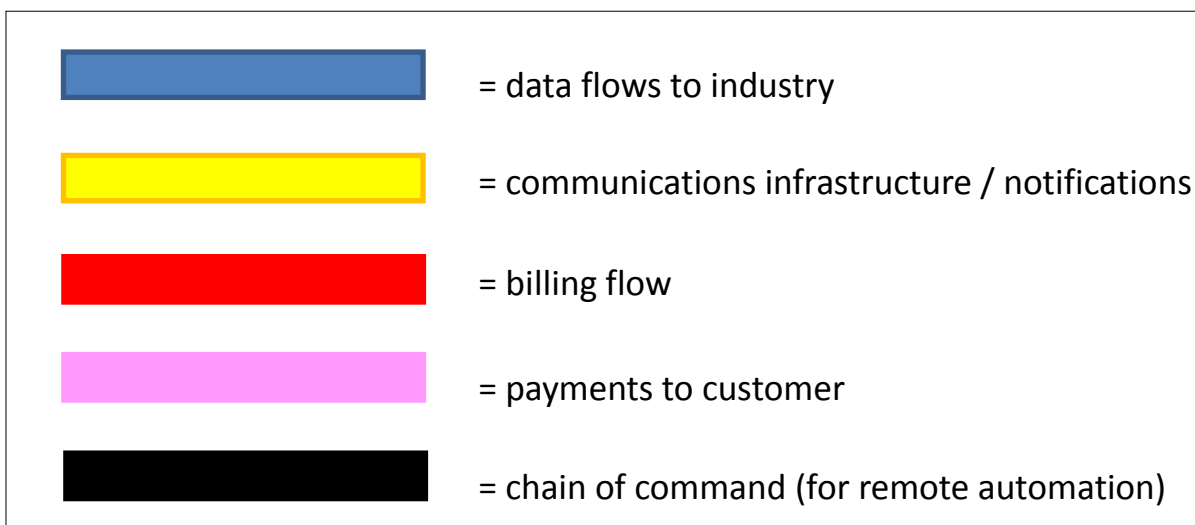 = data flows to industry
= communications infrastructure / notifications
= billing flow
= payments to customer
= chain of command (for remote automation)